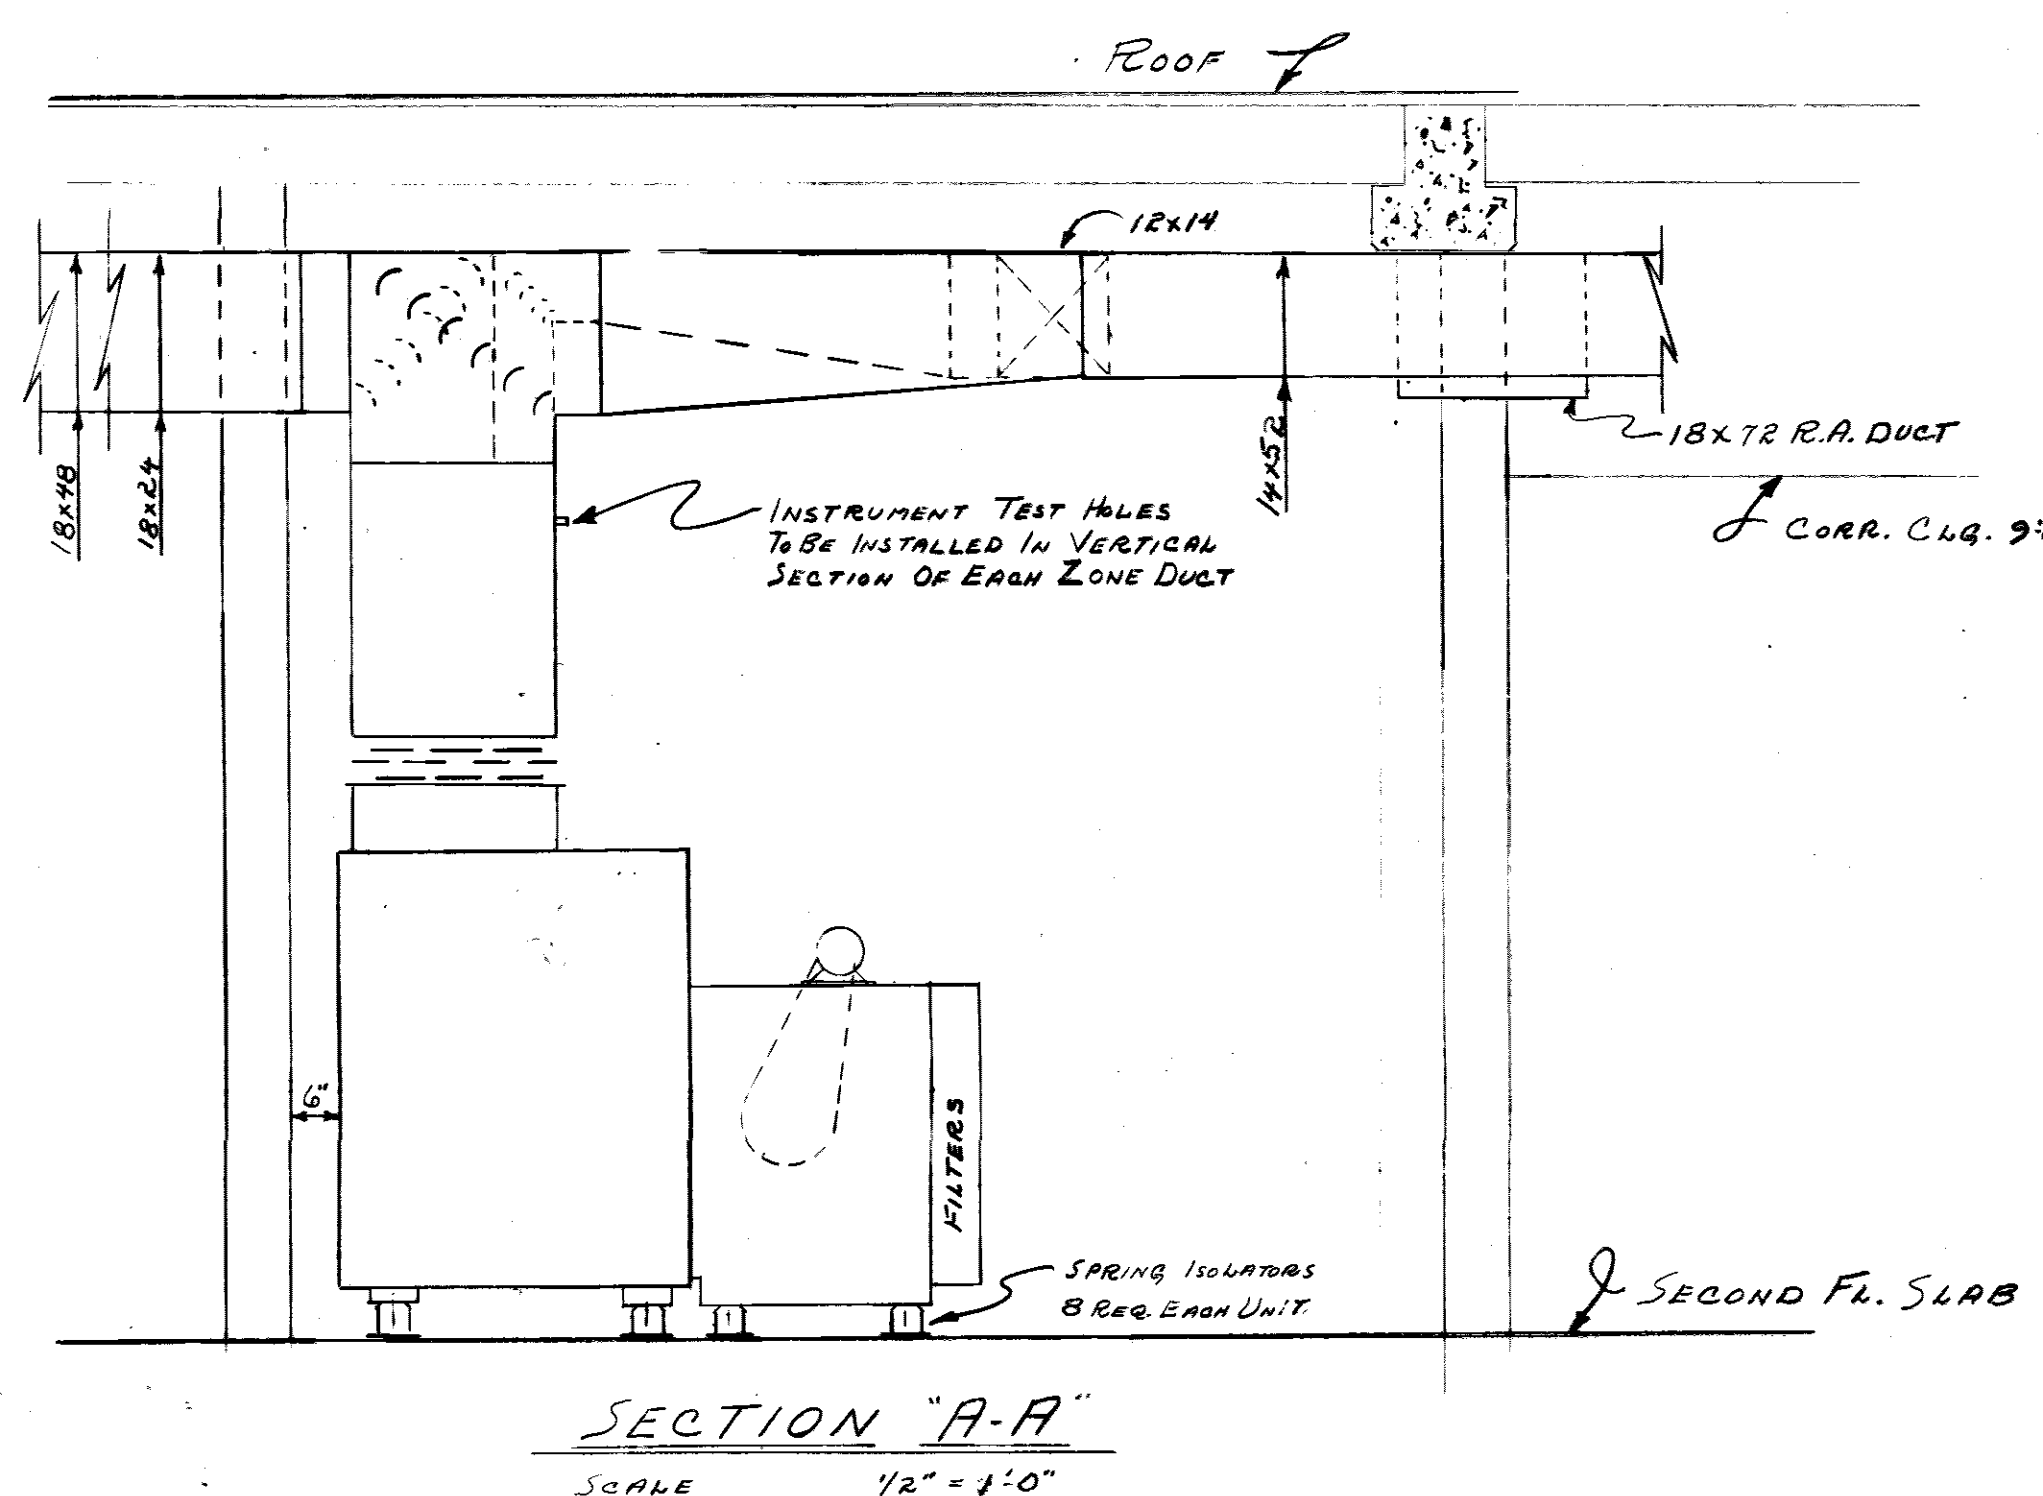 ROOF
12x14
18x48
18x24
14x52
18x72 R.A. DUCT
INSTRUMENT TEST HOLES
TO BE INSTALLED IN VERTICAL
SECTION OF EACH ZONE DUCT
CORR. CLG.
6"
FILTERS
SPRING ISOLATORS
8 REQ. EACH UNIT.
SECOND FL. SLAB
SECTION "A-A"
SCALE 1/2" = 1'-0"